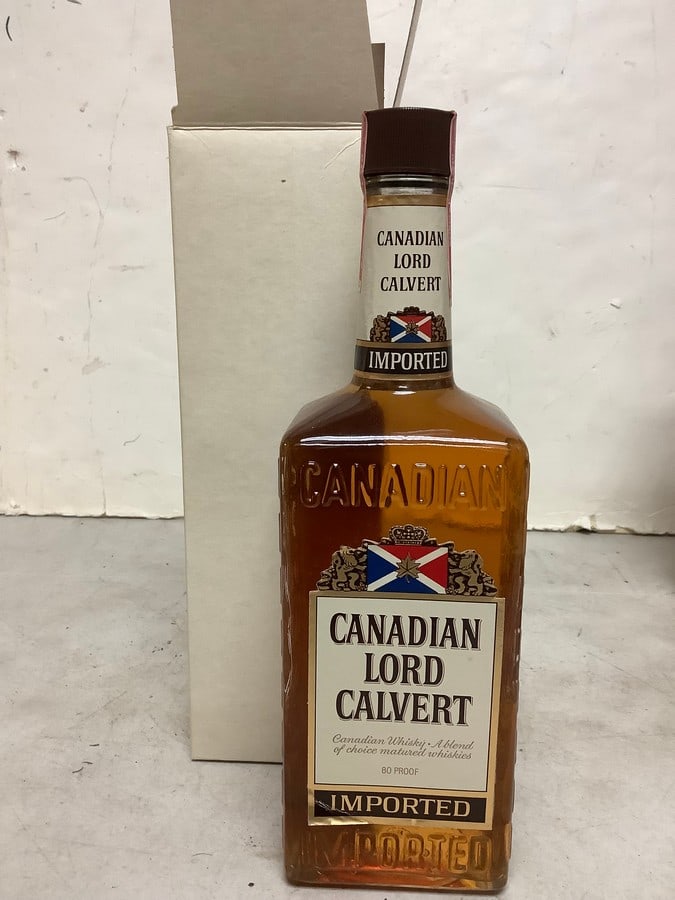 CANADIAN
LORD
CALVERT
IMPORTED
CANADIAN
CANADIAN
LORD
CALVERT
Canadian Whisky • A blend
of choice matured whiskies
80 PROOF
IMPORTED
IMPORTED